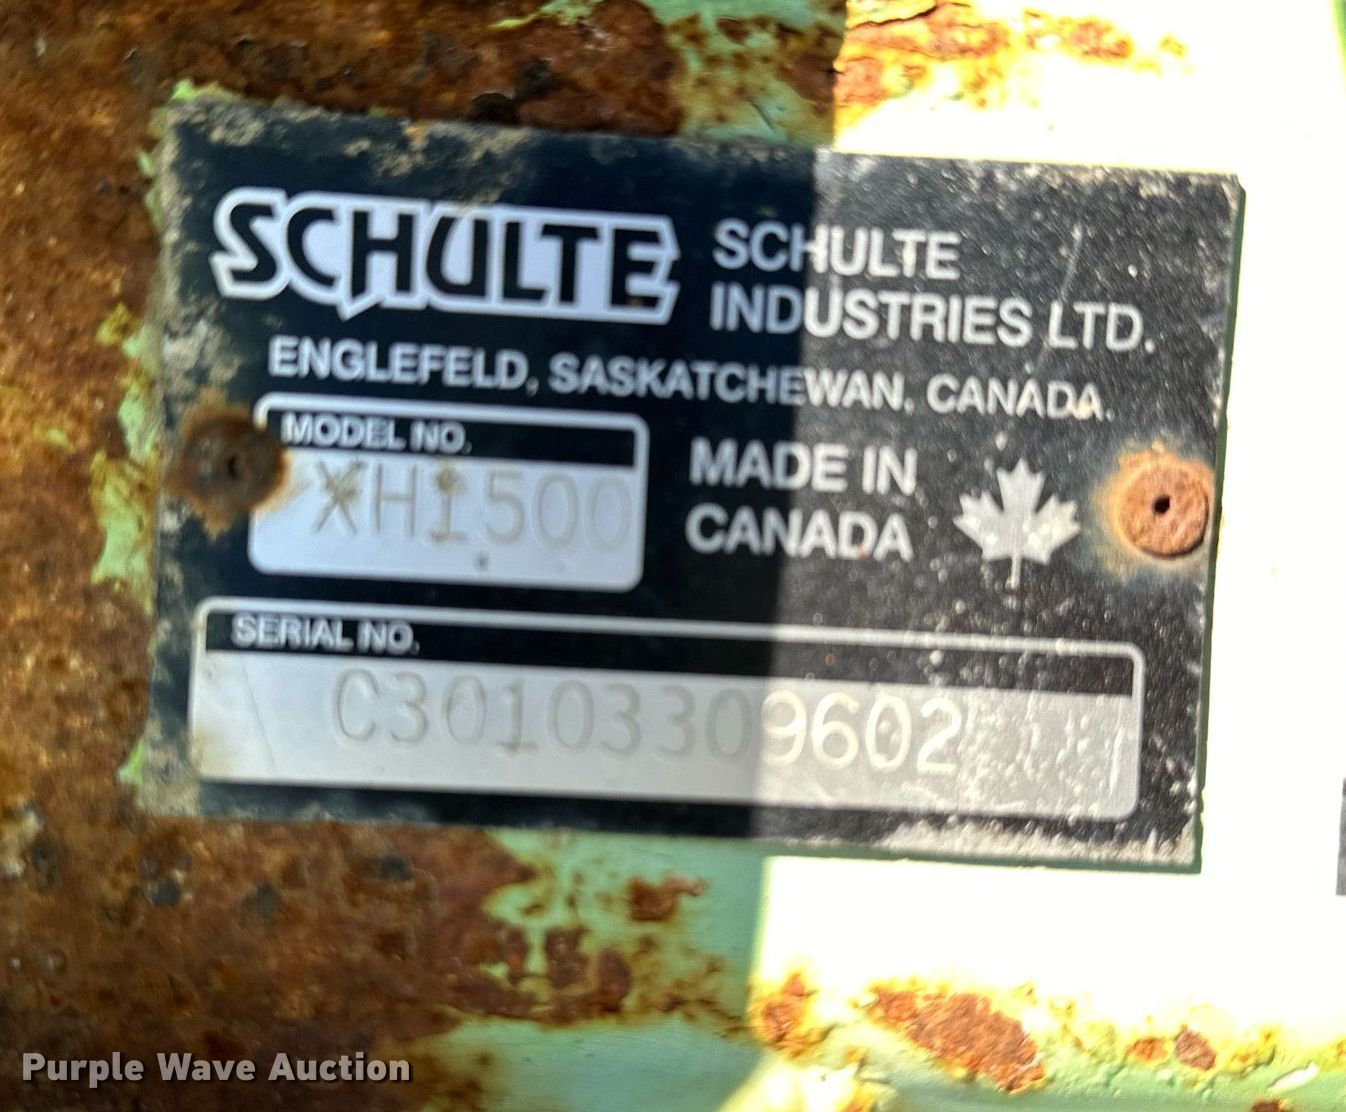 SCHULTE
SCHULTE
INDUSTRIES LTD.
ENGLEFELD, SASKATCHEWAN, CANADA.
MODEL NO.
XH1500
MADE IN
CANADA
SERIAL NO.
C30103309602
Purple Wave Auction